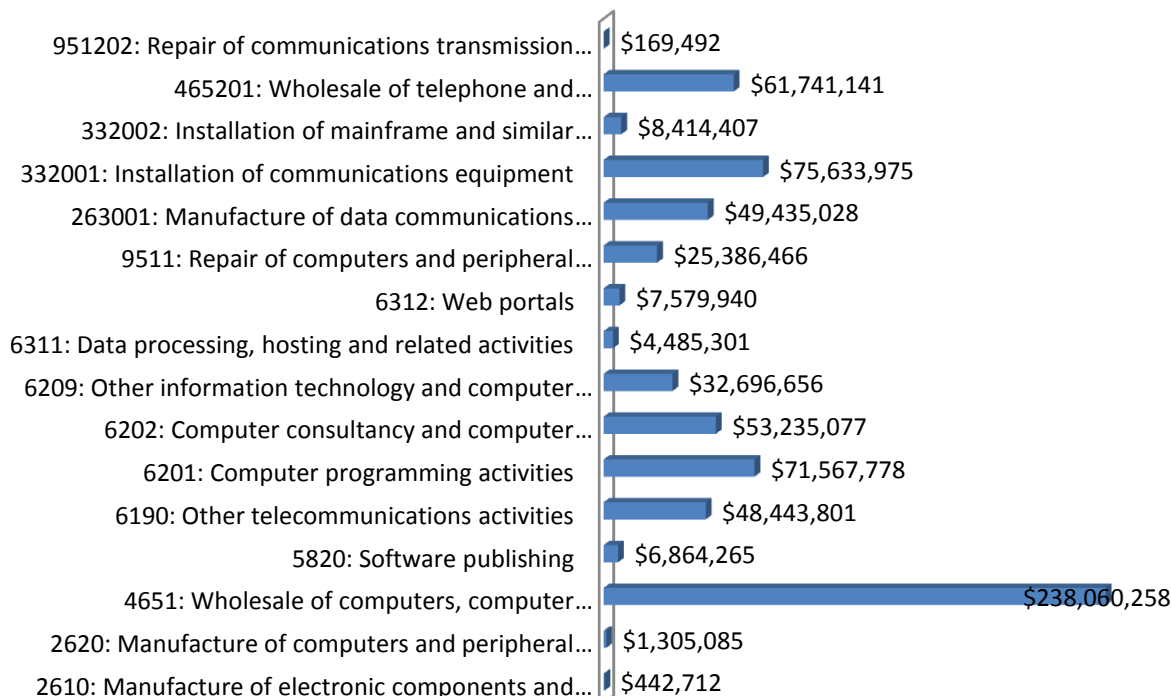 951202: Repair of communications transmission… $169,492
465201: Wholesale of telephone and… $61,741,141
332002: Installation of mainframe and similar… $8,414,407
332001: Installation of communications equipment $75,633,975
263001: Manufacture of data communications… $49,435,028
9511: Repair of computers and peripheral… $25,386,466
6312: Web portals $7,579,940
6311: Data processing, hosting and related activities $4,485,301
6209: Other information technology and computer… $32,696,656
6202: Computer consultancy and computer… $53,235,077
6201: Computer programming activities $71,567,778
6190: Other telecommunications activities $48,443,801
5820: Software publishing $6,864,265
4651: Wholesale of computers, computer… $238,060,258
2620: Manufacture of computers and peripheral… $1,305,085
2610: Manufacture of electronic components and… $442,712